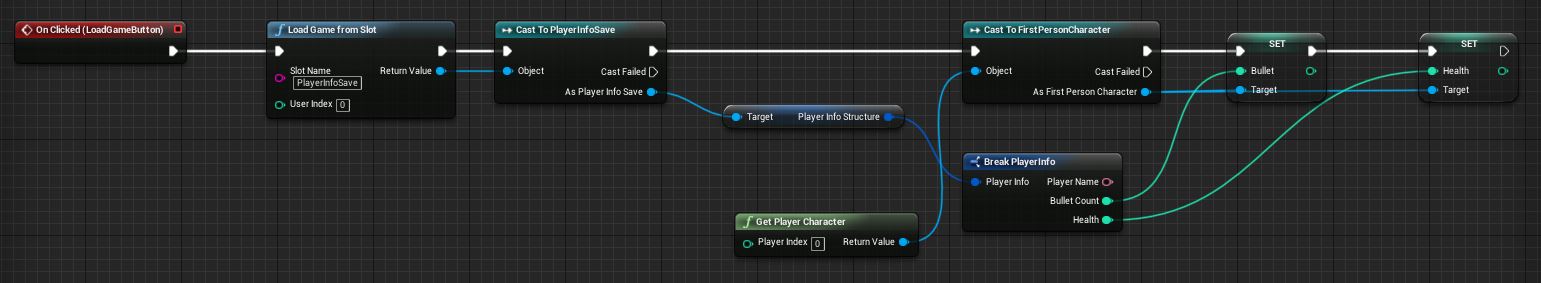 On Clicked (LoadGameButton)
Load Game from Slot
Slot Name
PlayerInfoSave
Return Value
User Index 0
Cast To PlayerInfoSave
Object
Cast Failed
As Player Info Save
Target
Player Info Structure
Get Player Character
Player Index 0
Return Value
Cast To FirstPersonCharacter
Object
Cast Failed
As First Person Character
Break PlayerInfo
Player Info
Player Name
Bullet Count
Health
SET
Bullet
Target
SET
Health
Target